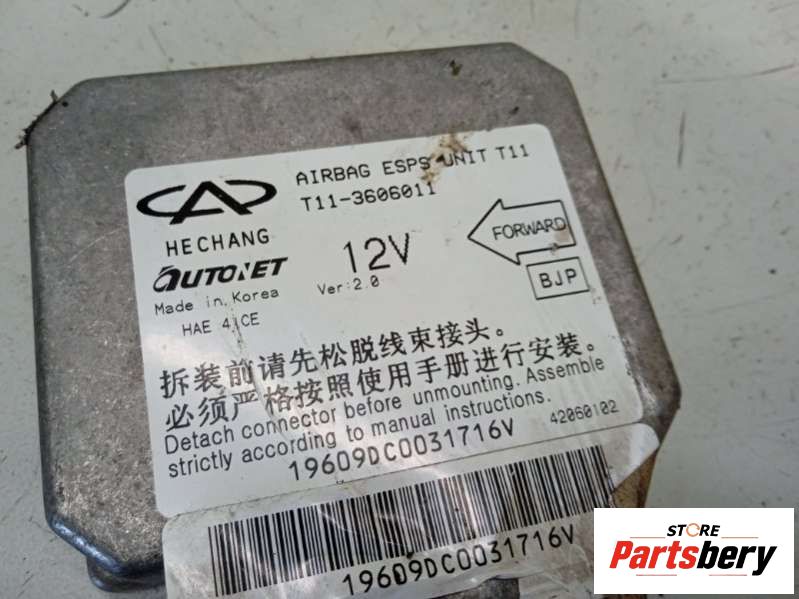 AIRBAG ESPS UNIT T11
T11-3606011
HECHANG
AUTONET
12V
FORWARD
BJP
Made in Korea
Ver:2.0
HAE 4 CE
拆装前请先松脱线束接头。
必须严格按照使用手册进行安装。
Detach connector before unmounting. Assemble
strictly according to manual instructions.
42060102
19609DC0031716V
19609DC0031716V
STORE
Partsbery